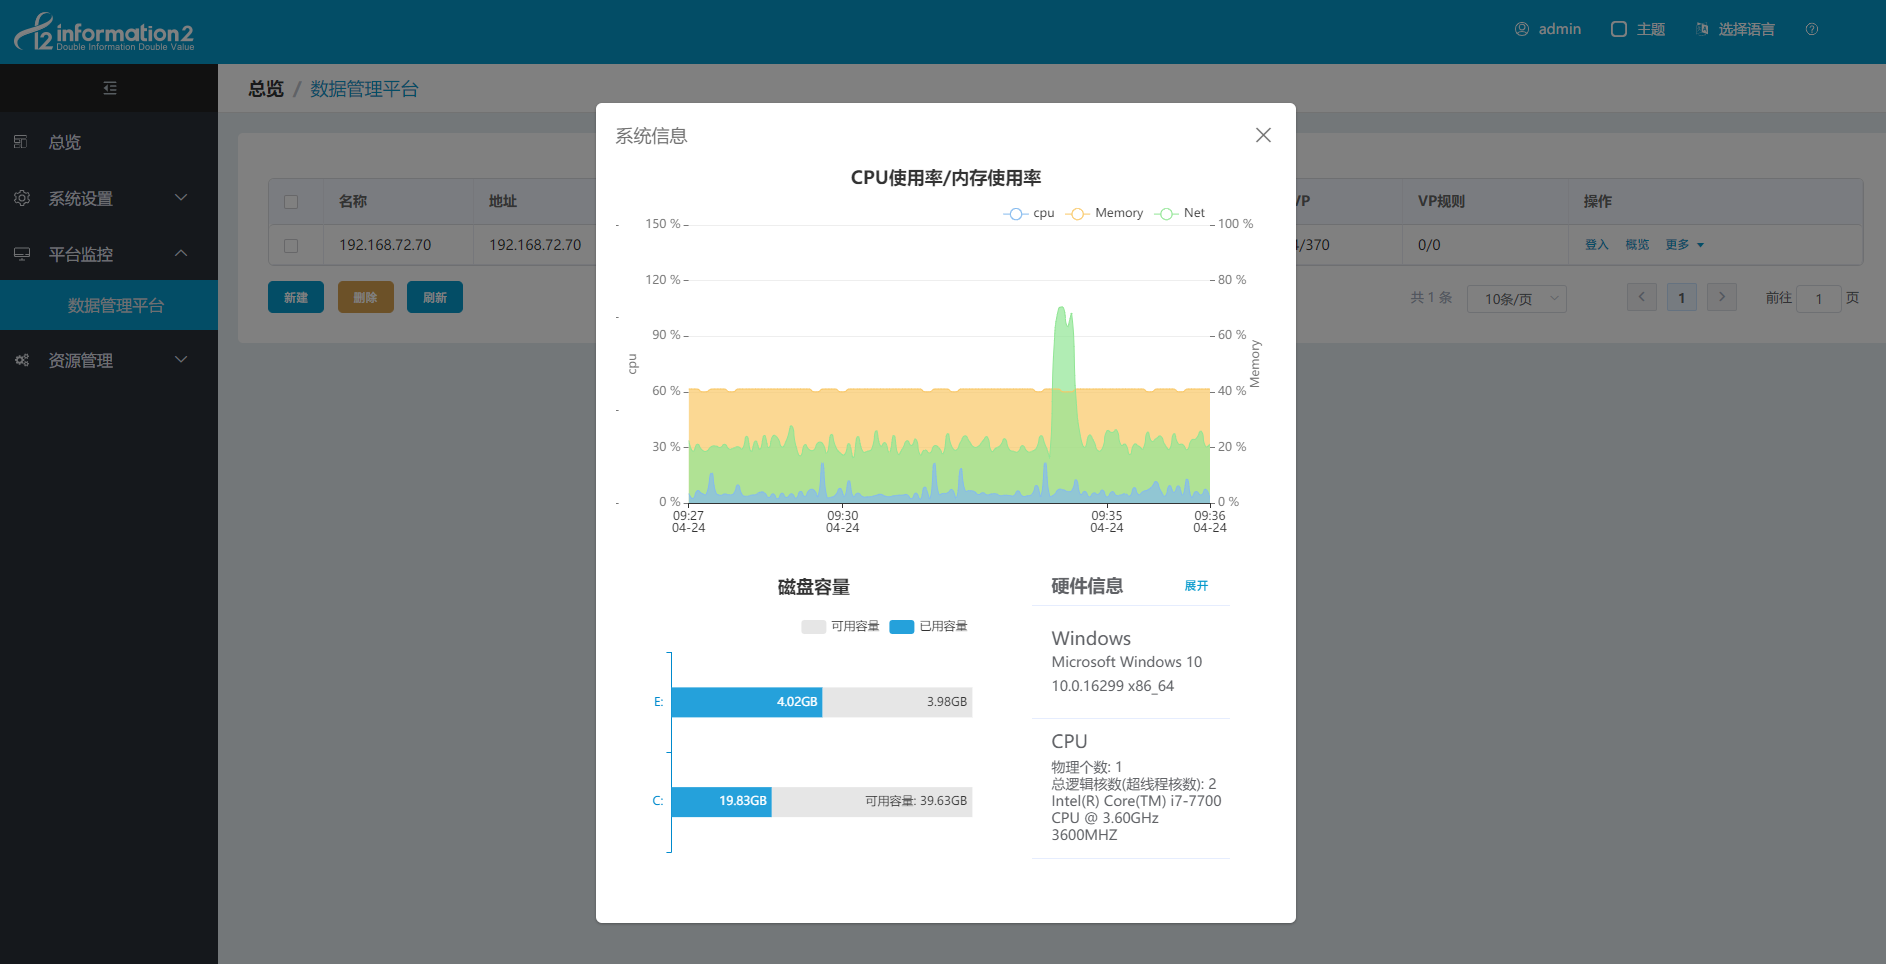 information2
Double Information Double Value
admin
主题
选择语言
总览 / 数据管理平台
总览
系统设置
平台监控
数据管理平台
资源管理
名称
地址
VP规则
操作
192.168.72.70
192.168.72.70
/370
0/0
登入
概览
更多
新建
删除
刷新
共 1 条
10条/页
1
前往
1
页
系统信息
CPU使用率/内存使用率
cpu
Memory
Net
150 %
120 %
90 %
60 %
30 %
0 %
cpu
100 %
80 %
60 %
40 %
20 %
0 %
Memory
09:27
04-24
09:30
04-24
09:35
04-24
09:36
04-24
磁盘容量
可用容量
已用容量
E:
4.02GB
3.98GB
C:
19.83GB
可用容量: 39.63GB
硬件信息
展开
Windows
Microsoft Windows 10
10.0.16299 x86_64
CPU
物理个数: 1
总逻辑核数(超线程核数): 2
Intel(R) Core(TM) i7-7700
CPU @ 3.60GHz
3600MHZ